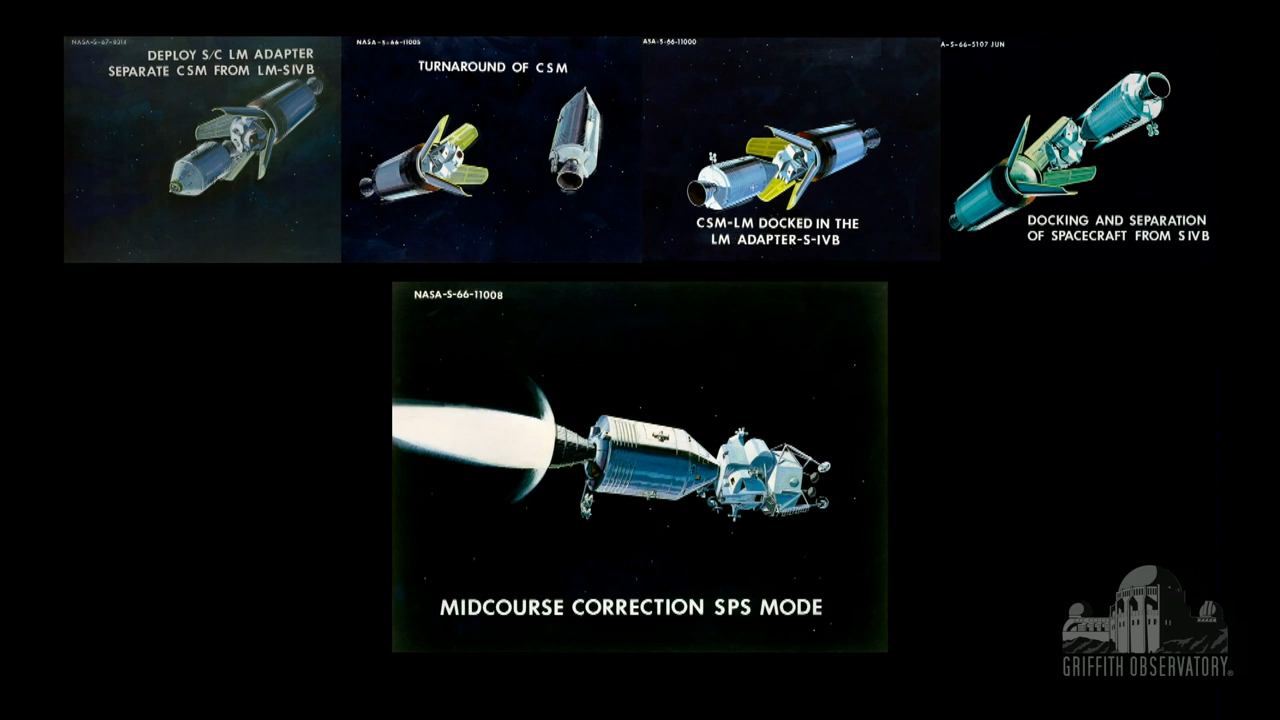 NASA-S-67-8314
DEPLOY S/C LM ADAPTER
SEPARATE CSM FROM LM-SIVB
NASA-S-66-11005
TURNAROUND OF CSM
ASA-S-66-11000
CSM-LM DOCKED IN THE
LM ADAPTER-S-IVB
A-S-66-5107 JUN
DOCKING AND SEPARATION
OF SPACECRAFT FROM SIVB
NASA-S-66-11008
MIDCOURSE CORRECTION SPS MODE
GRIFFITH OBSERVATORY®